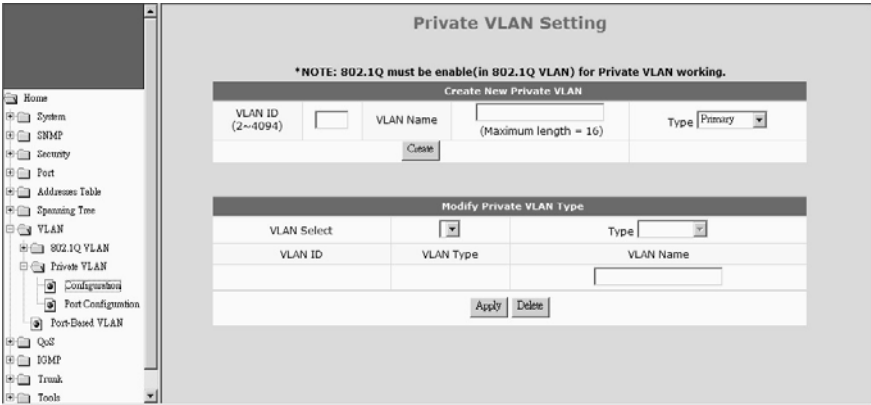 Home
System
SNMP
Security
Port
Addresses Table
Spanning Tree
VLAN
802.1Q VLAN
Private VLAN
Configuration
Port Configuration
Port-Based VLAN
QoS
IGMP
Trunk
Tools
Private VLAN Setting
*NOTE: 802.1Q must be enable(in 802.1Q VLAN) for Private VLAN working.
Create New Private VLAN
VLAN ID
(2~4094)
VLAN Name
(Maximum length = 16)
Type Primary
Create
Modify Private VLAN Type
VLAN Select Type
VLAN ID VLAN Type VLAN Name
Apply Delete